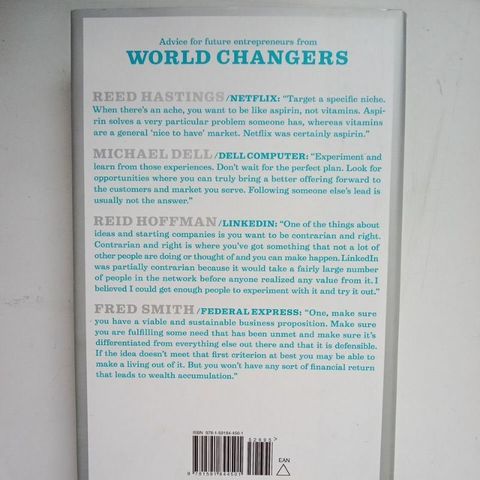 Advice for future entrepreneurs from
WORLD CHANGERS
REED HASTINGS/NETFLIX: "Target a specific niche.
When there's an ache, you want to be like aspirin, not vitamins. Aspi-
rin solves a very particular problem someone has, whereas vitamins
are a general 'nice to have' market. Netflix was certainly aspirin."
MICHAEL DELL/DELL COMPUTER: "Experiment and
learn from those experiences. Don't wait for the perfect plan. Look for
opportunities where you can truly bring a better offering forward to
the customers and market you serve. Following someone else's lead is
usually not the answer."
REID HOFFMAN/LINKEDIN: "One of the things about
ideas and starting companies is you want to be contrarian and right.
Contrarian and right is where you've got something that not a lot of
other people are doing or thought of and you can make happen. LinkedIn
was partially contrarian because it would take a fairly large number
of people in the network before anyone realized any value from it. I
believed I could get enough people to experiment with it and try it out."
FRED SMITH/FEDERAL EXPRESS: "One, make sure
you have a viable and sustainable business proposition. Make sure
you are fulfilling some need that has been unmet and make sure it's
differentiated from everything else out there and that it is defensible.
If the idea doesn't meet that first criterion at best you may be able to
make a living out of it. But you won't have any sort of financial return
that leads to wealth accumulation."
ISBN 978-1-59184-450-1
52995
EAN
9 781591 844501